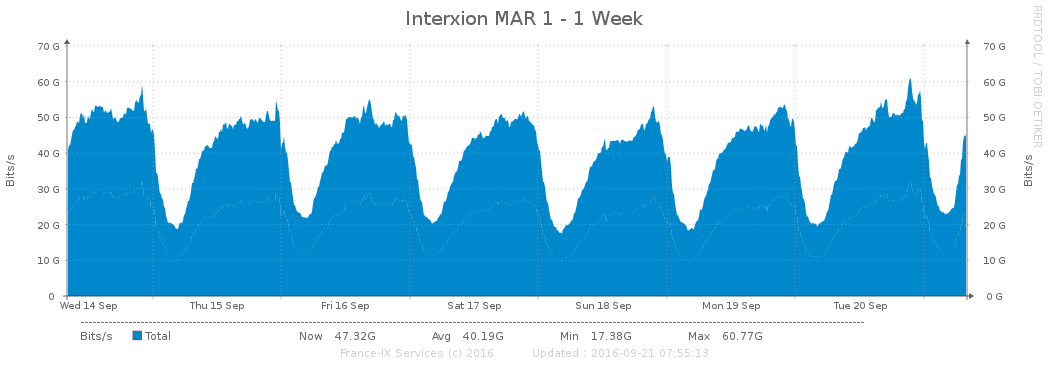 Interxion MAR 1 - 1 Week
RRDTOOL / TOBI OETIKER
Bits/s
70 G 70 G
60 G 60 G
50 G 50 G
40 G 40 G
30 G 30 G
20 G 20 G
10 G 10 G
0 0 G
Bits/s
Wed 14 Sep Thu 15 Sep Fri 16 Sep Sat 17 Sep Sun 18 Sep Mon 19 Sep Tue 20 Sep
Bits/s Total Now 47.32G Avg 40.19G Min 17.38G Max 60.77G
France-IX Services (c) 2016 Updated : 2016-09-21 07:55:13